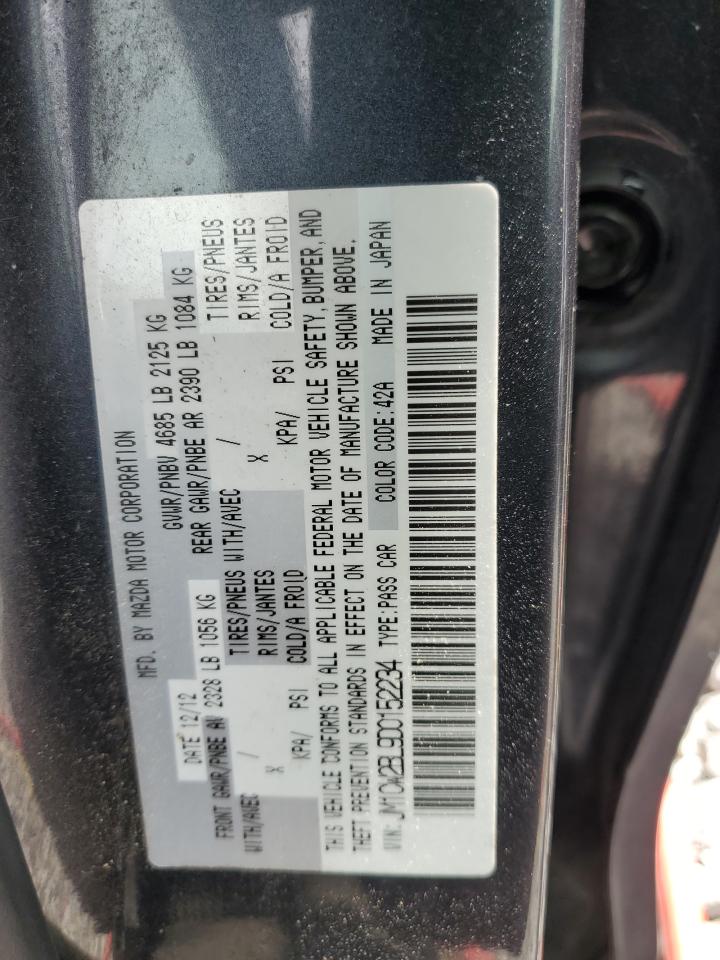 MFD. BY MAZDA MOTOR CORPORATION
DATE 12/12 GVWR/PNBV 4685 LB 2125 KG
FRONT GAWR/PNBE AV 2328 LB 1056 KG REAR GAWR/PNBE AR 2390 LB 1084 KG
WITH/AVEC / TIRES/PNEUS WITH/AVEC / TIRES/PNEUS
X RIMS/JANTES X RIMS/JANTES
KPA/ PSI COLD/A FROID KPA/ PSI COLD/A FROID
THIS VEHICLE CONFORMS TO ALL APPLICABLE FEDERAL MOTOR VEHICLE SAFETY, BUMPER, AND
THEFT PREVENTION STANDARDS IN EFFECT ON THE DATE OF MANUFACTURE SHOWN ABOVE.
VIN: JM1CW2BL9D0152234 TYPE:PASS CAR COLOR CODE:42A MADE IN JAPAN